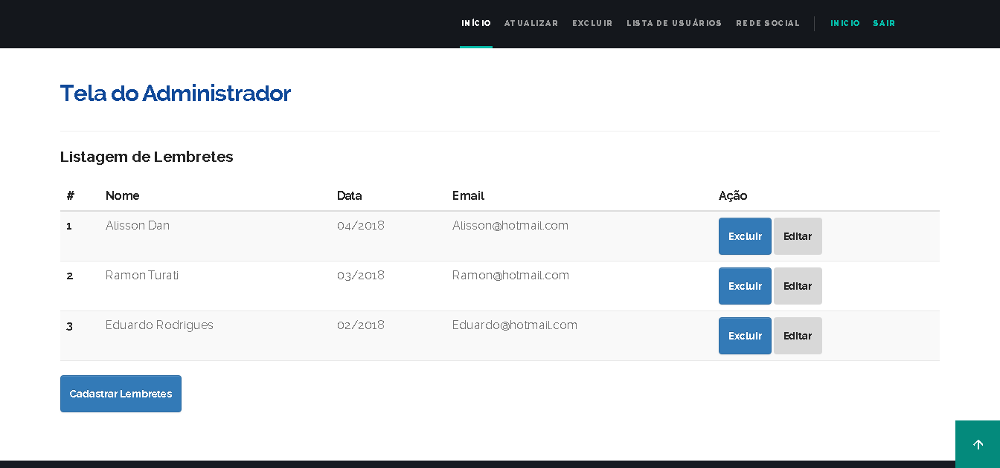 INÍCIO ATUALIZAR EXCLUIR LISTA DE USUÁRIOS REDE SOCIAL INICIO SAIR
Tela do Administrador
Listagem de Lembretes
# Nome Data Email Ação
1 Alisson Dan 04/2018 Alisson@hotmail.com Excluir Editar
2 Ramon Turati 03/2018 Ramon@hotmail.com Excluir Editar
3 Eduardo Rodrigues 02/2018 Eduardo@hotmail.com Excluir Editar
Cadastrar Lembretes